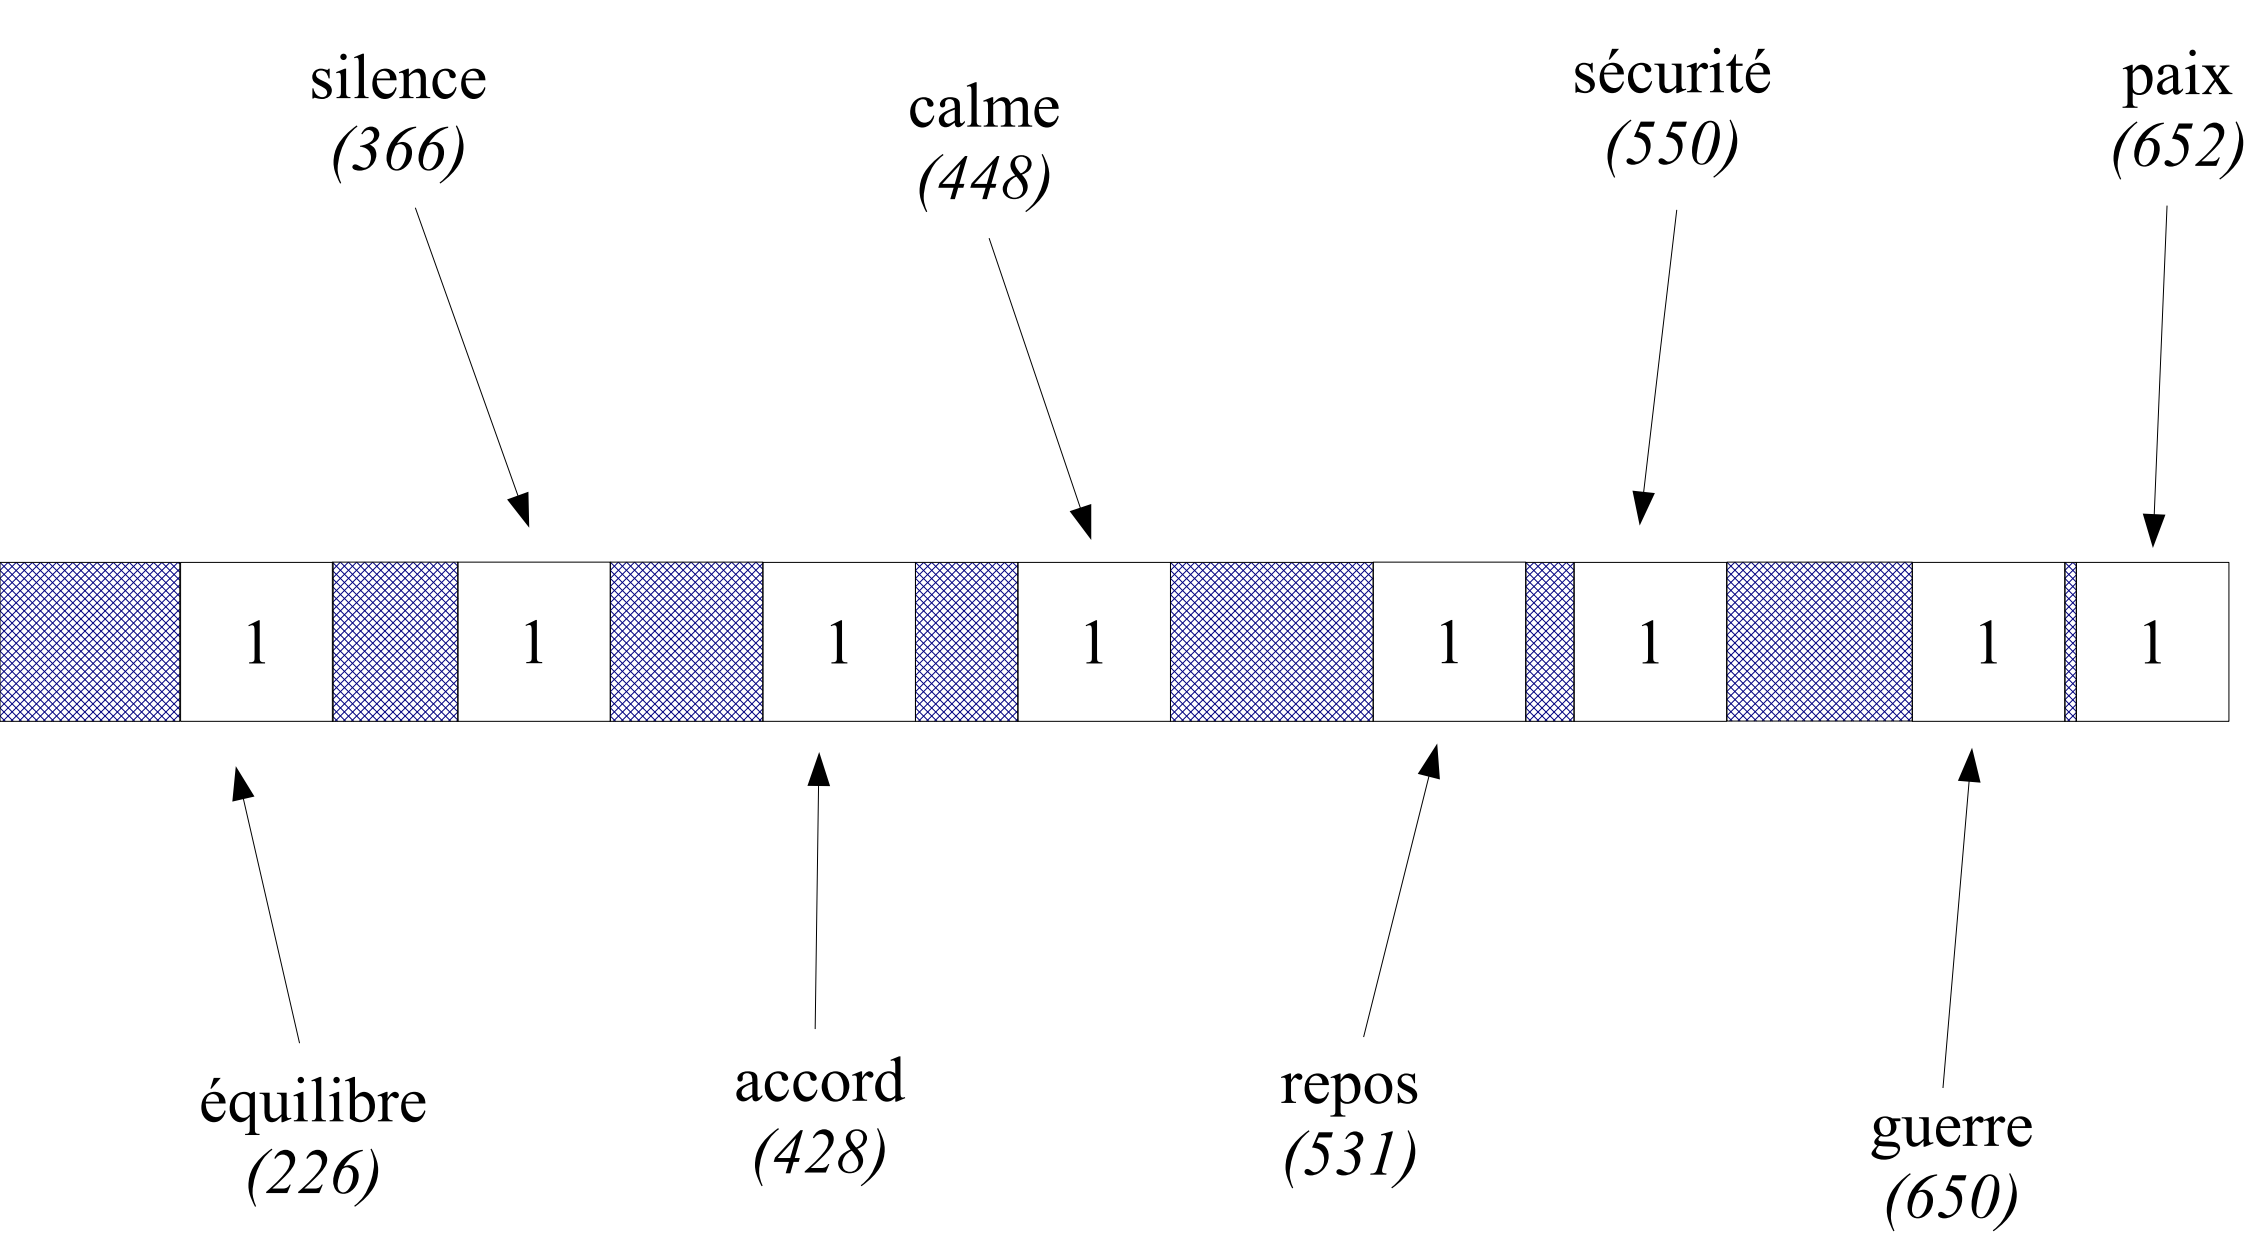 silence
(366)
calme
(448)
sécurité
(550)
paix
(652)
1 1 1 1 1 1 1 1
équilibre
(226)
accord
(428)
repos
(531)
guerre
(650)